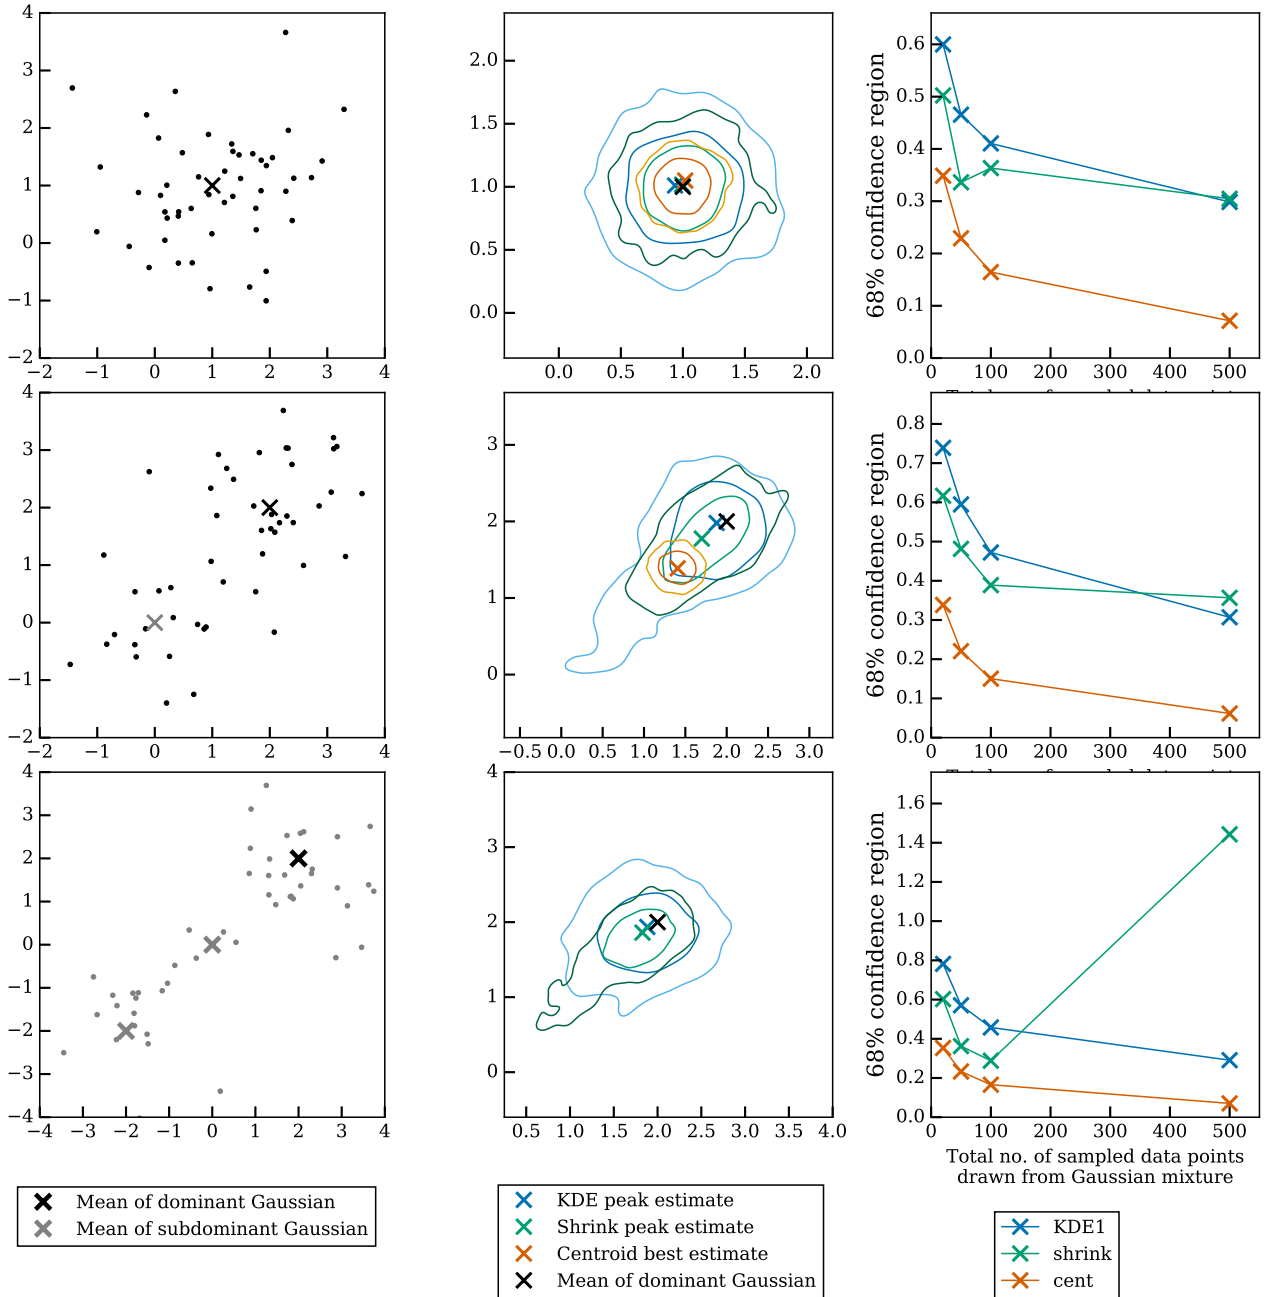 4
3
2
1
0
−1
−2
−2 −1 0 1 2 3 4
2.0
1.5
1.0
0.5
0.0
0.0 0.5 1.0 1.5 2.0
68% confidence region
0.6
0.5
0.4
0.3
0.2
0.1
0.0
0 100 200 300 400 500
4
3
2
1
0
−1
−2
−2 −1 0 1 2 3 4
3
2
1
0
−0.5 0.0 0.5 1.0 1.5 2.0 2.5 3.0
68% confidence region
0.8
0.7
0.6
0.5
0.4
0.3
0.2
0.1
0.0
0 100 200 300 400 500
4
3
2
1
0
−1
−2
−3
−4
−4 −3 −2 −1 0 1 2 3 4
4
3
2
1
0
0.5 1.0 1.5 2.0 2.5 3.0 3.5 4.0
68% confidence region
1.6
1.4
1.2
1.0
0.8
0.6
0.4
0.2
0.0
0 100 200 300 400 500
Total no. of sampled data points
drawn from Gaussian mixture
Mean of dominant Gaussian
Mean of subdominant Gaussian
KDE peak estimate
Shrink peak estimate
Centroid best estimate
Mean of dominant Gaussian
KDE1
shrink
cent